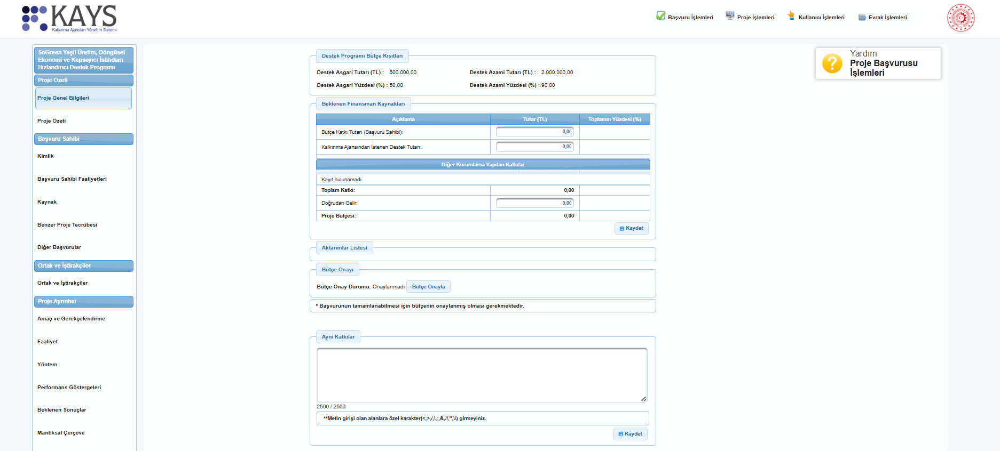 KAYS
Kalkınma Ajansları Yönetim Sistemi
Başvuru İşlemleri
Proje İşlemleri
Kullanıcı İşlemleri
Evrak İşlemleri
SoGreen Yeşil Üretim, Döngüsel
Ekonomi ve Kapsayıcı İstihdam
Hızlandırıcı Destek Programı
Proje Özeti
Proje Genel Bilgileri
Proje Özeti
Başvuru Sahibi
Kimlik
Başvuru Sahibi Faaliyetleri
Kaynak
Benzer Proje Tecrübesi
Diğer Başvurular
Ortak ve İştirakçiler
Ortak ve İştirakçiler
Proje Ayrıntısı
Amaç ve Gerekçelendirme
Faaliyet
Yöntem
Performans Göstergeleri
Beklenen Sonuçlar
Mantıksal Çerçeve
Destek Programı Bütçe Kısıtları
Destek Asgari Tutarı (TL) : 600.000,00 Destek Azami Tutarı (TL) : 2.000.000,00
Destek Asgari Yüzdesi (%) : 50,00 Destek Azami Yüzdesi (%) : 90,00
Beklenen Finansman Kaynakları
Açıklama Tutar (TL) Toplamın Yüzdesi (%)
Bütçe Katkı Tutarı (Başvuru Sahibi): 0,00
Kalkınma Ajansından İstenen Destek Tutarı: 0,00
Diğer Kurumlarca Yapılan Katkılar
Kayıt bulunamadı.
Toplam Katkı: 0,00
Doğrudan Gelir: 0,00
Proje Bütçesi: 0,00
Kaydet
Aktarımlar Listesi
Bütçe Onayı
Bütçe Onay Durumu: Onaylanmadı Bütçe Onayla
* Başvurunun tamamlanabilmesi için bütçenin onaylanmış olması gerekmektedir.
Ayni Katkılar
2500 / 2500
**Metin girişi olan alanlara özel karakter(<,>,/,\,;,&,//,",\\) girmeyiniz.
Kaydet
Yardım
Proje Başvurusu
İşlemleri